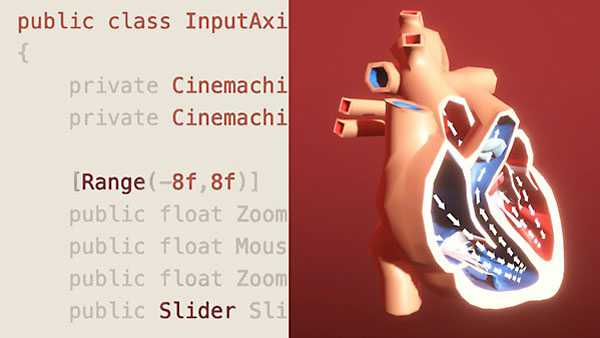 public class InputAxi
{
private Cinemachi
private Cinemachi
[Range(-8f,8f)]
public float Zoom
public float Mous
public float Zoom
public Slider Sli